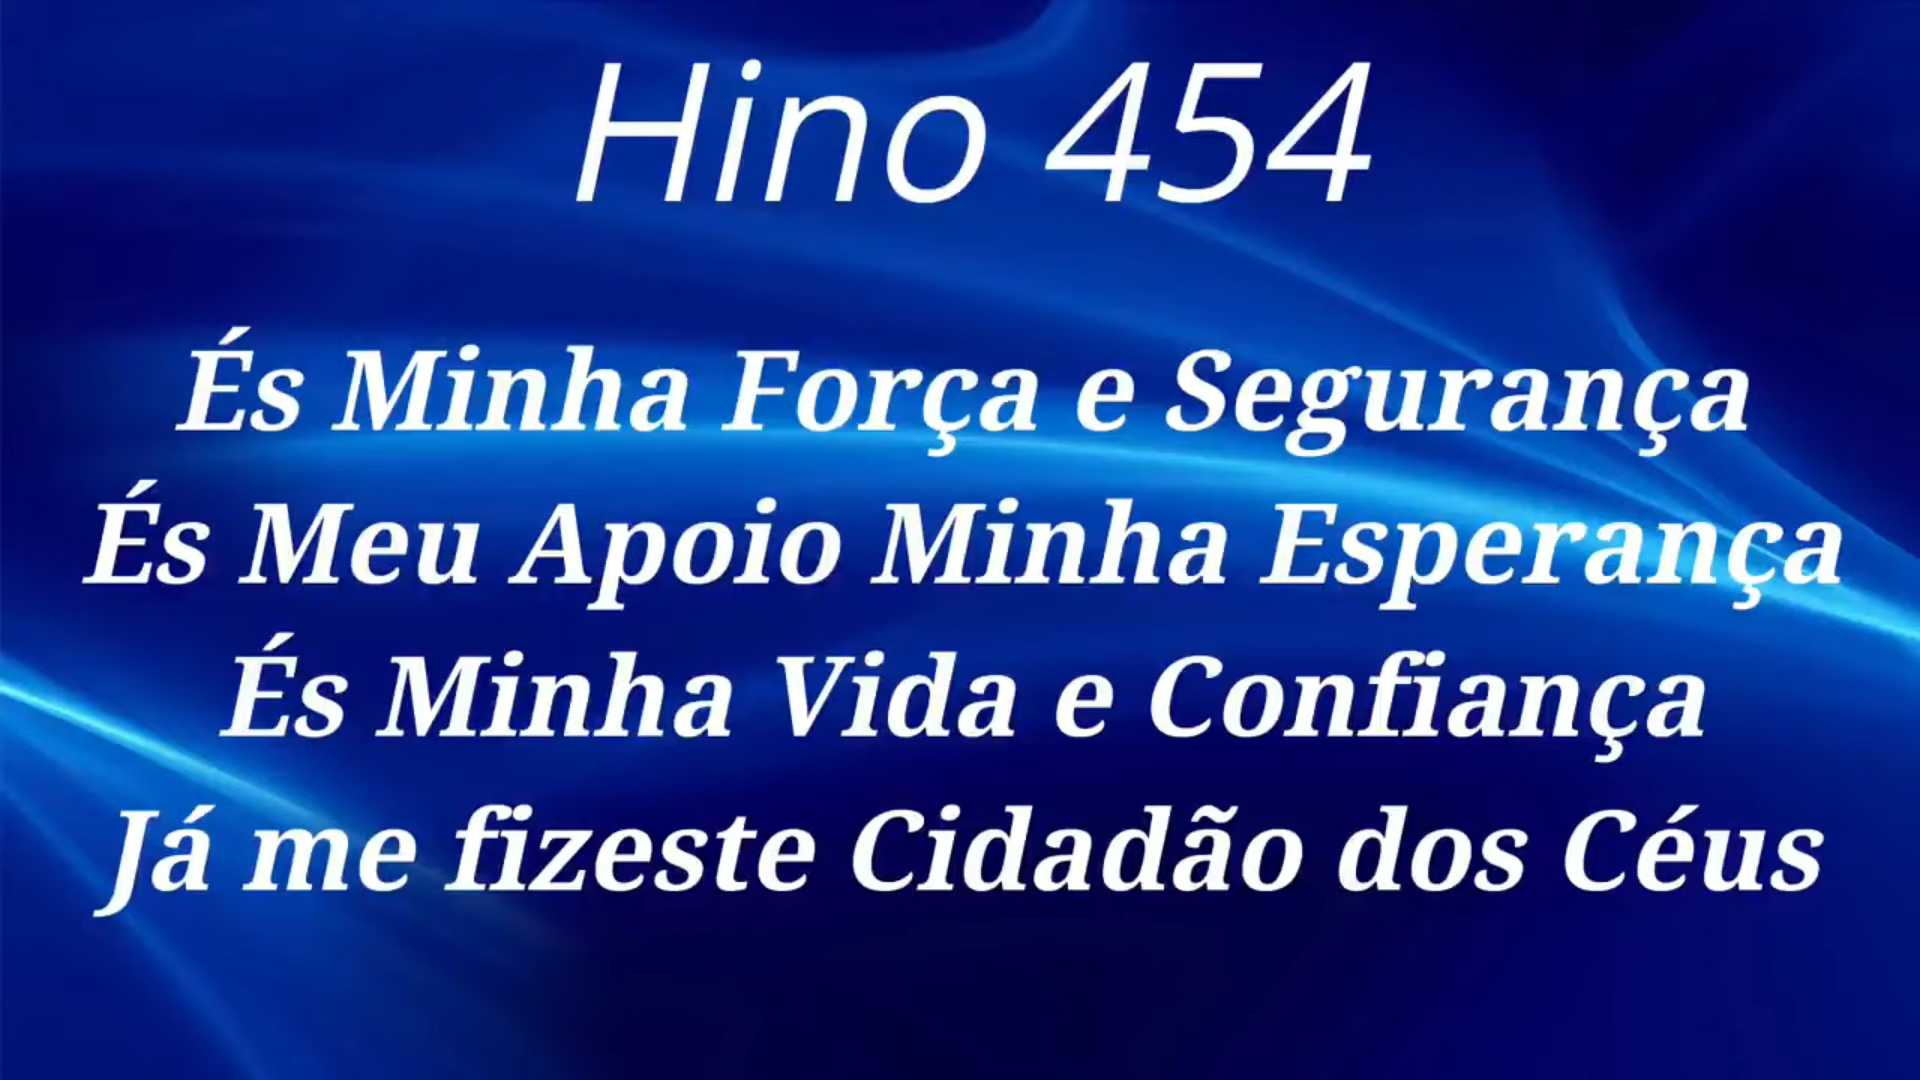 Hino 454
És Minha Força e Segurança
És Meu Apoio Minha Esperança
És Minha Vida e Confiança
Já me fizeste Cidadão dos Céus